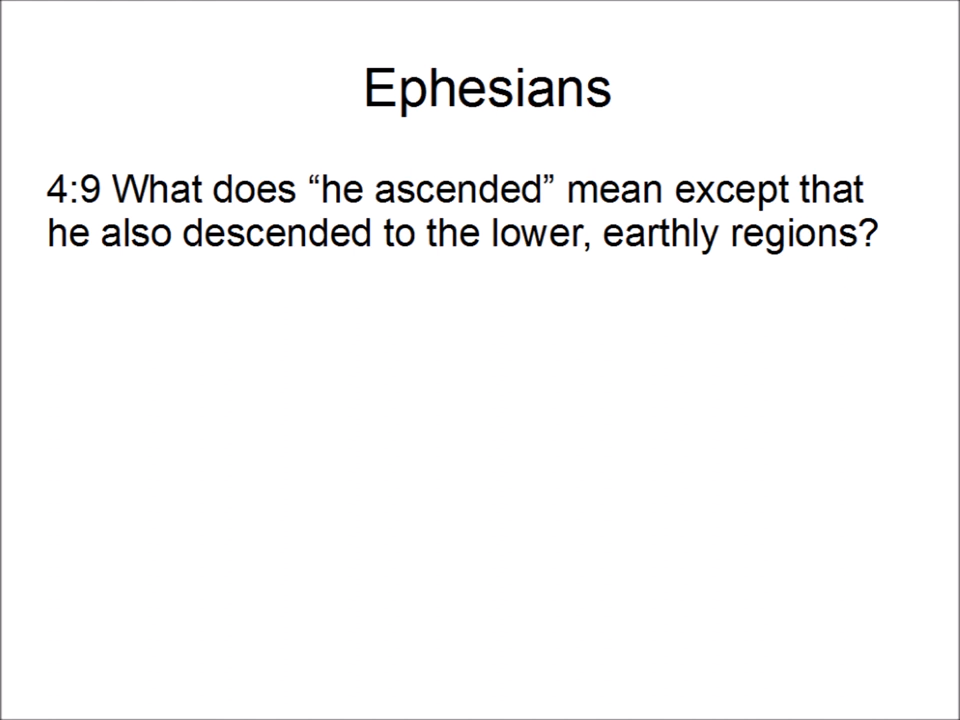 Ephesians
4:9 What does “he ascended” mean except that
he also descended to the lower, earthly regions?